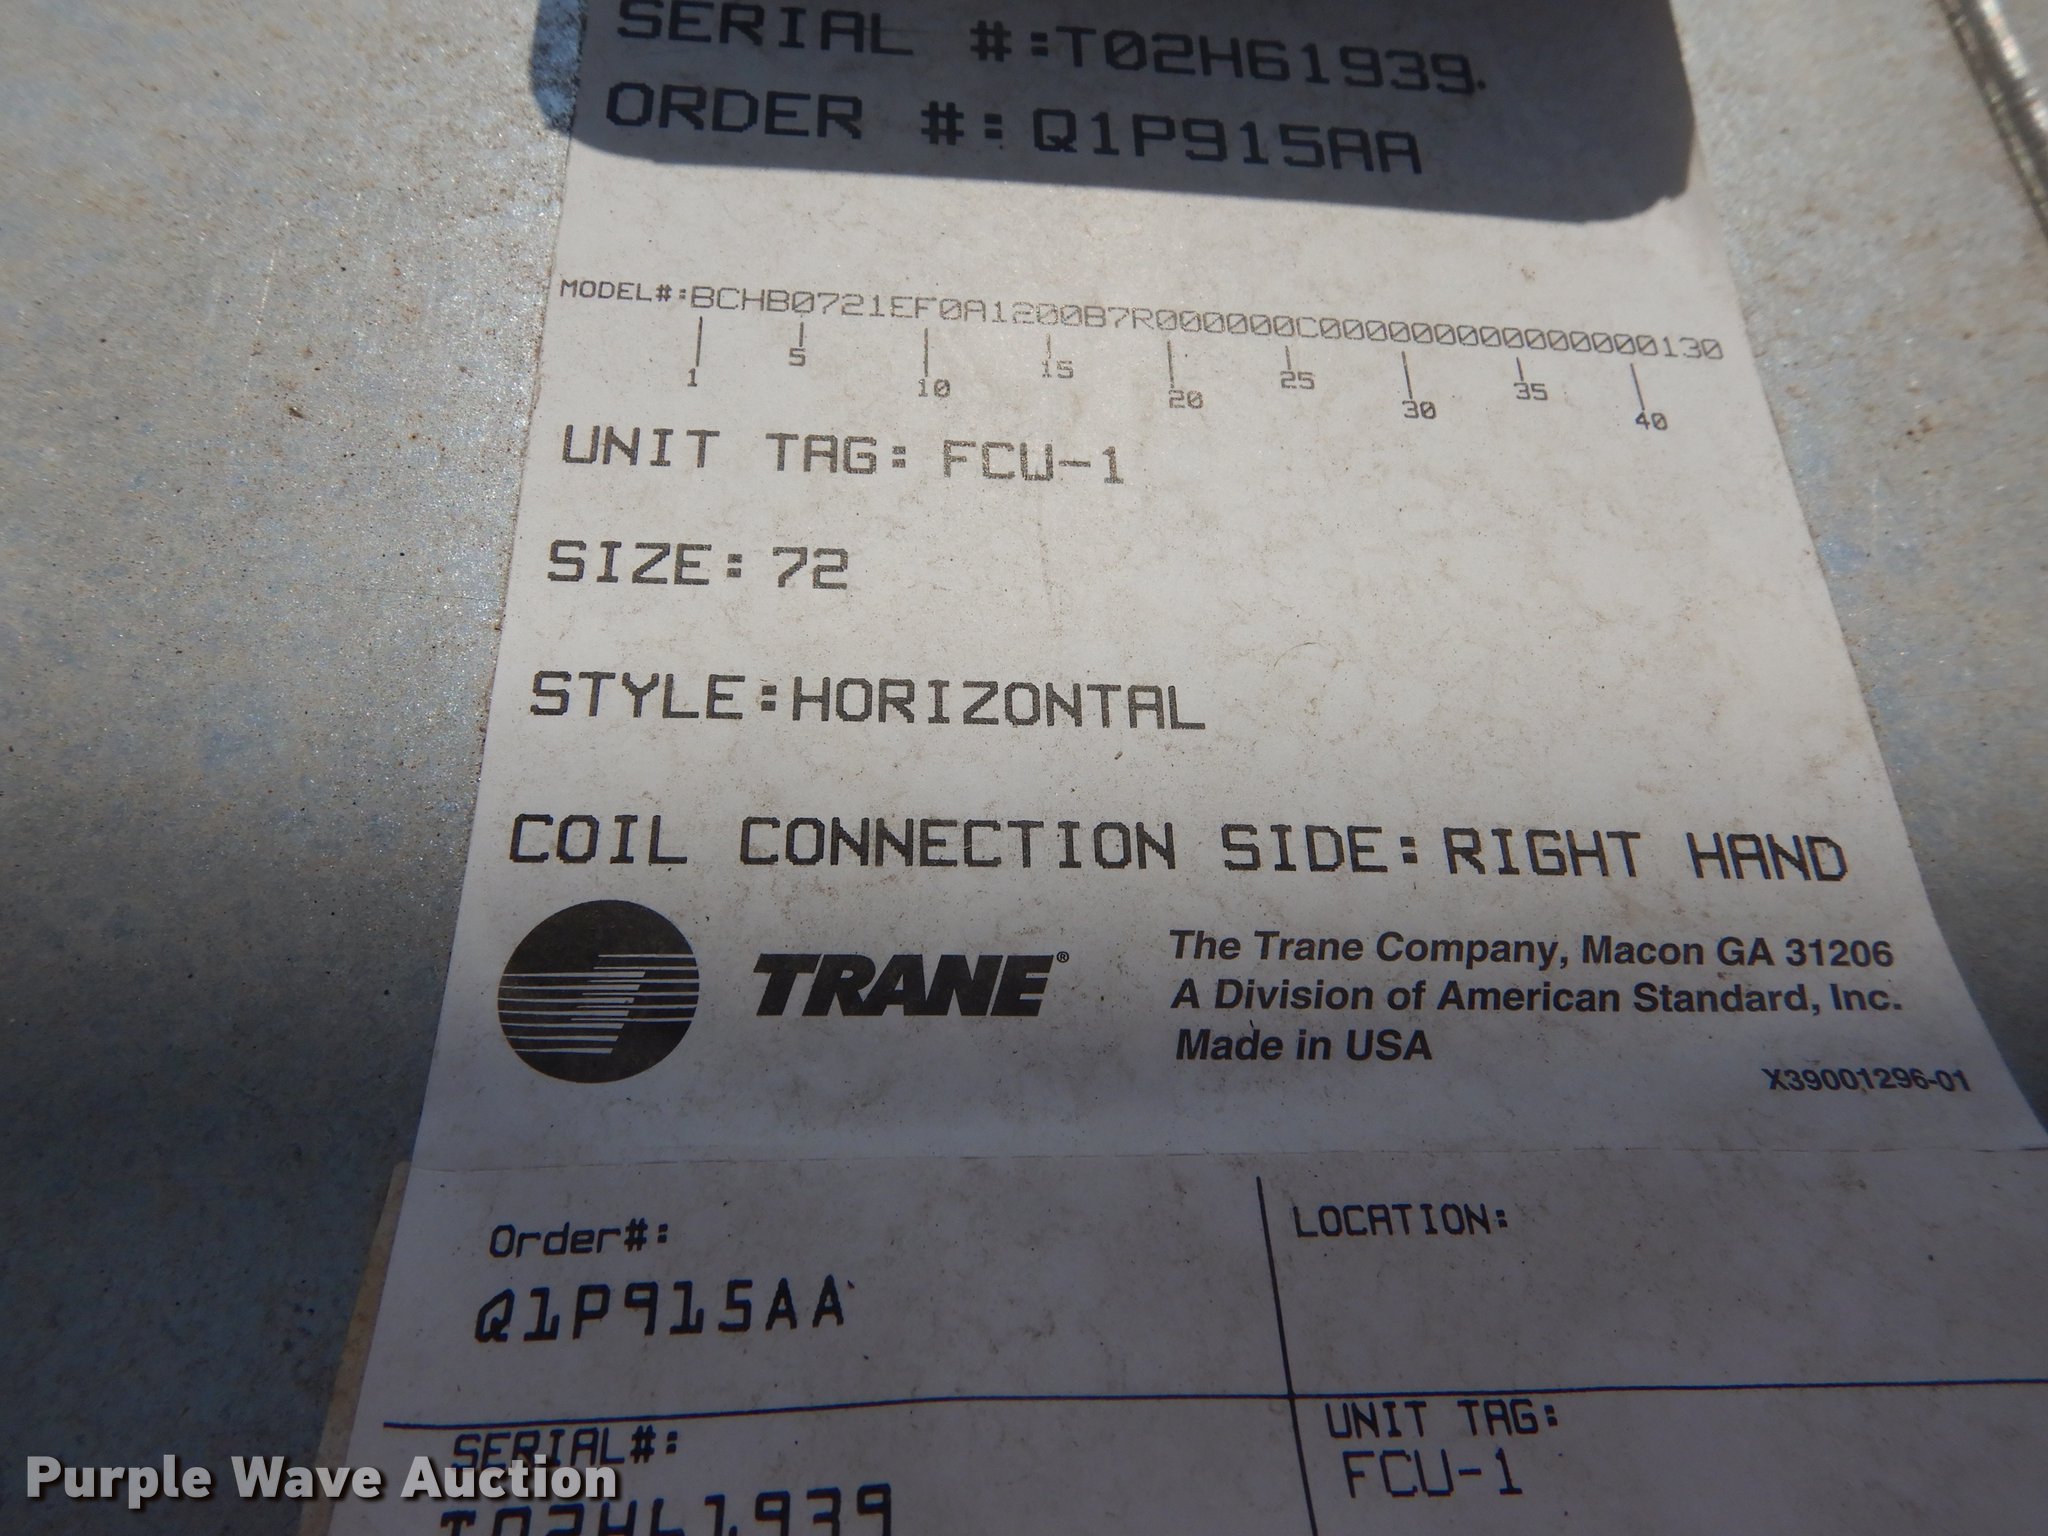 SERIAL #:T02H61939
ORDER #:Q1P915AA
MODEL#:BCHB0721EF0A1200B7R000000C00000000000000130
1 5 10 15 20 25 30 35 40
UNIT TAG: FCU-1
SIZE: 72
STYLE:HORIZONTAL
COIL CONNECTION SIDE:RIGHT HAND
TRANE®
The Trane Company, Macon GA 31206
A Division of American Standard, Inc.
Made in USA
X39001296-01
Order#:
Q1P915AA
LOCATION:
SERIAL#:
T02H61939
UNIT TAG:
FCU-1
Purple Wave Auction